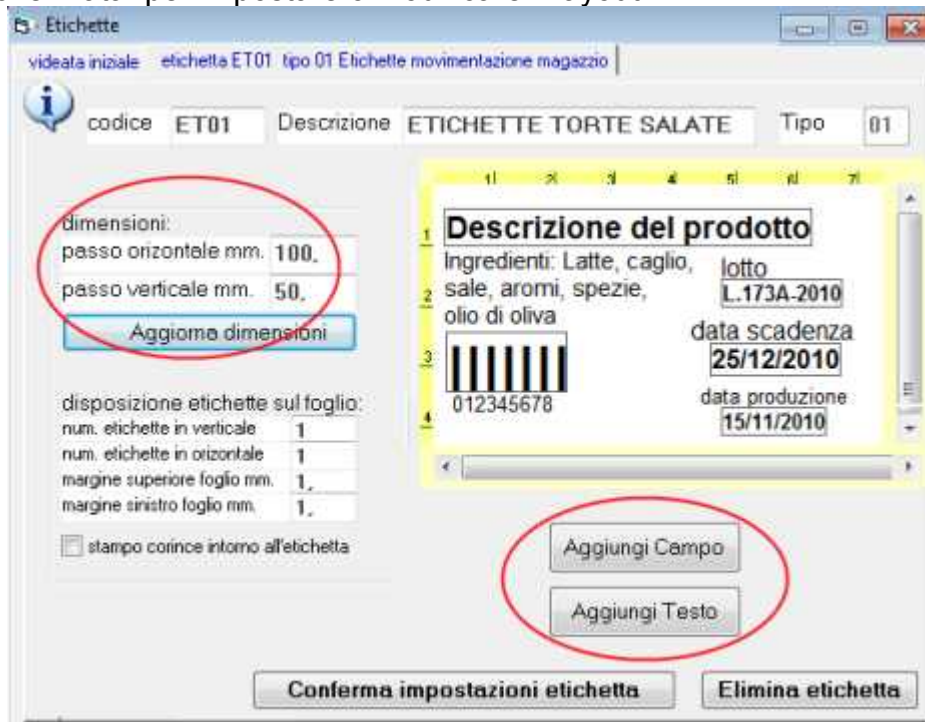 Etichette
videata iniziale etichetta ET01 tipo 01 Etichette movimentazione magazzio
codice ET01 Descrizione ETICHETTE TORTE SALATE Tipo 01
dimensioni:
passo orizontale mm. 100,
passo verticale mm. 50,
Aggiorna dimensioni
disposizione etichette sul foglio:
num. etichette in verticale 1
num. etichette in orizontale 1
margine superiore foglio mm. 1,
margine sinistro foglio mm. 1,
stampo corince intorno all'etichetta
1 2 3 4 5 6 7
1
2
3
4
Descrizione del prodotto
Ingredienti: Latte, caglio,
sale, aromi, spezie,
olio di oliva
012345678
lotto
L.173A-2010
data scadenza
25/12/2010
data produzione
15/11/2010
Aggiungi Campo
Aggiungi Testo
Conferma impostazioni etichetta Elimina etichetta